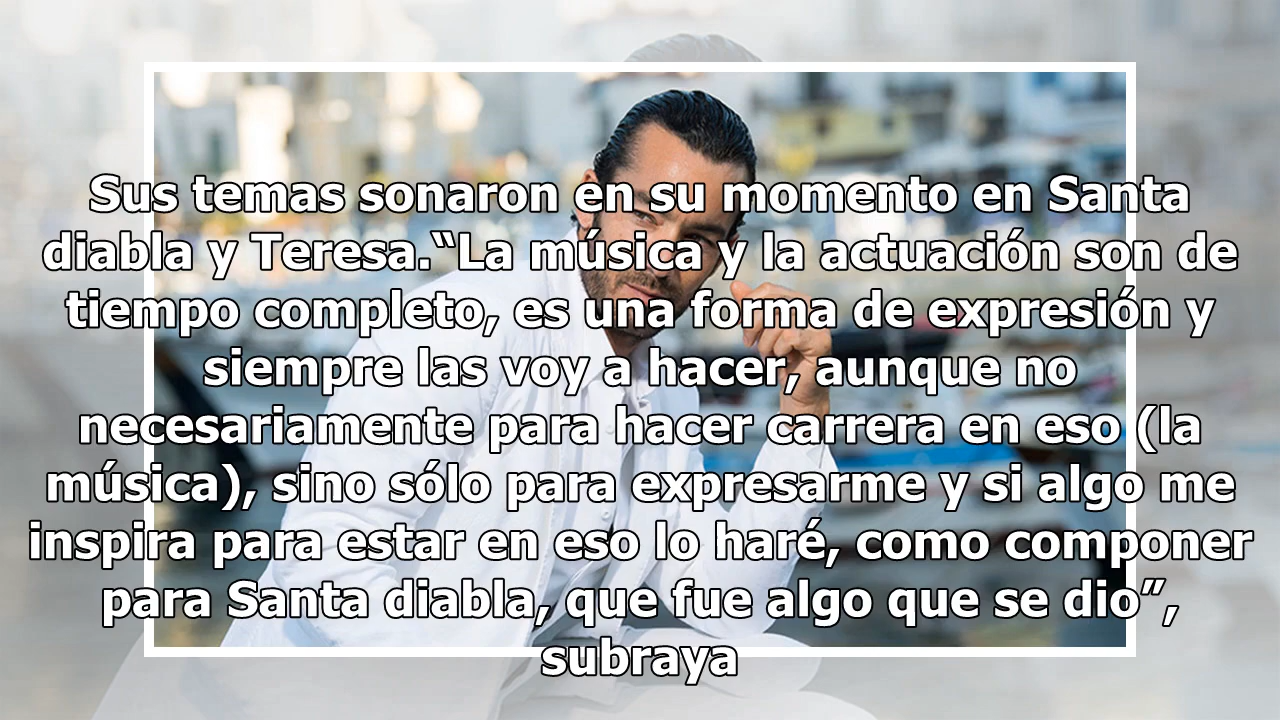 Sus temas sonaron en su momento en Santa
diabla y Teresa.“La música y la actuación son de
tiempo completo, es una forma de expresión y
siempre las voy a hacer, aunque no
necesariamente para hacer carrera en eso (la
música), sino sólo para expresarme y si algo me
inspira para estar en eso lo haré, como componer
para Santa diabla, que fue algo que se dio”,
subraya